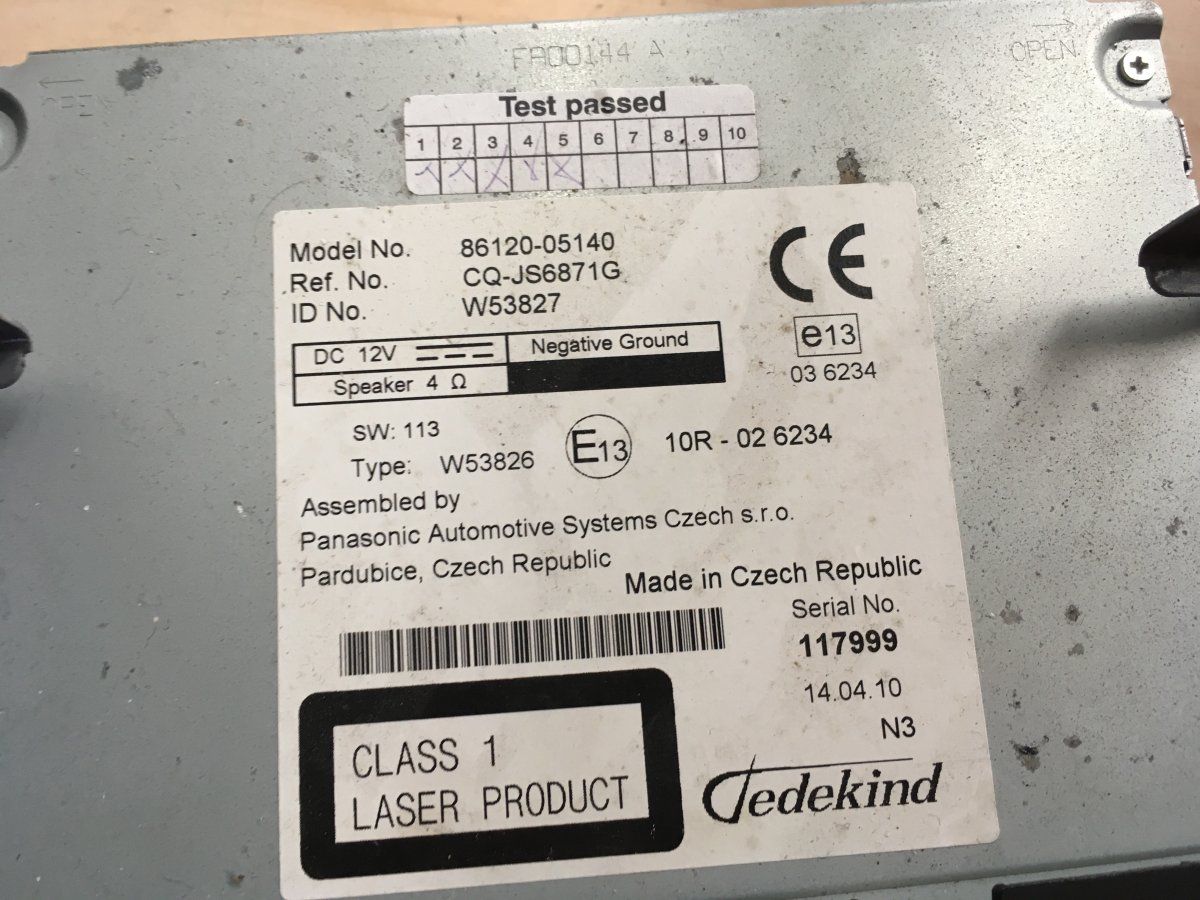 FA00144 A
OPEN
OPEN
Test passed
1 2 3 4 5 6 7 8 9 10
Model No. 86120-05140
Ref. No. CQ-JS6871G
ID No. W53827
CE
DC 12V
Negative Ground
Speaker 4 Ω
e13
03 6234
SW: 113
Type: W53826
E13
10R - 02 6234
Assembled by
Panasonic Automotive Systems Czech s.r.o.
Pardubice, Czech Republic
Made in Czech Republic
Serial No.
117999
14.04.10
N3
CLASS 1
LASER PRODUCT
Tedekind